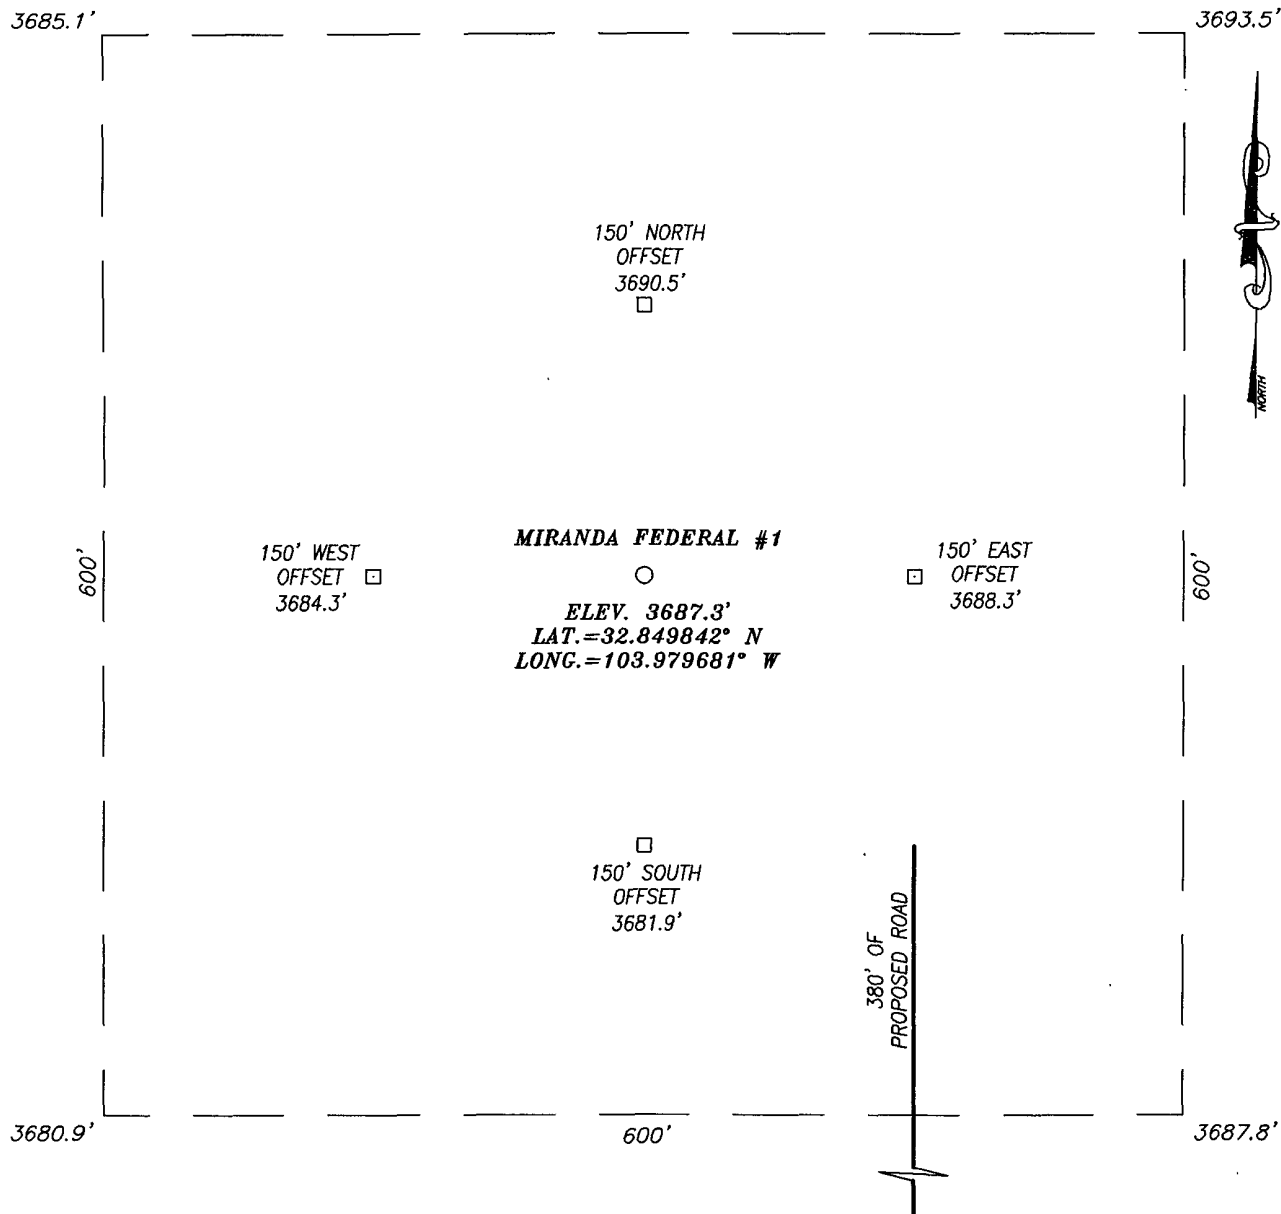 3685.1'
3693.5'
NORTH
150' NORTH
OFFSET
3690.5'
600'
150' WEST
OFFSET
3684.3'
MIRANDA FEDERAL #1
ELEV. 3687.3'
LAT.=32.849842° N
LONG.=103.979681° W
150' EAST
OFFSET
3688.3'
600'
150' SOUTH
OFFSET
3681.9'
380' OF
PROPOSED ROAD
3680.9'
600'
3687.8'